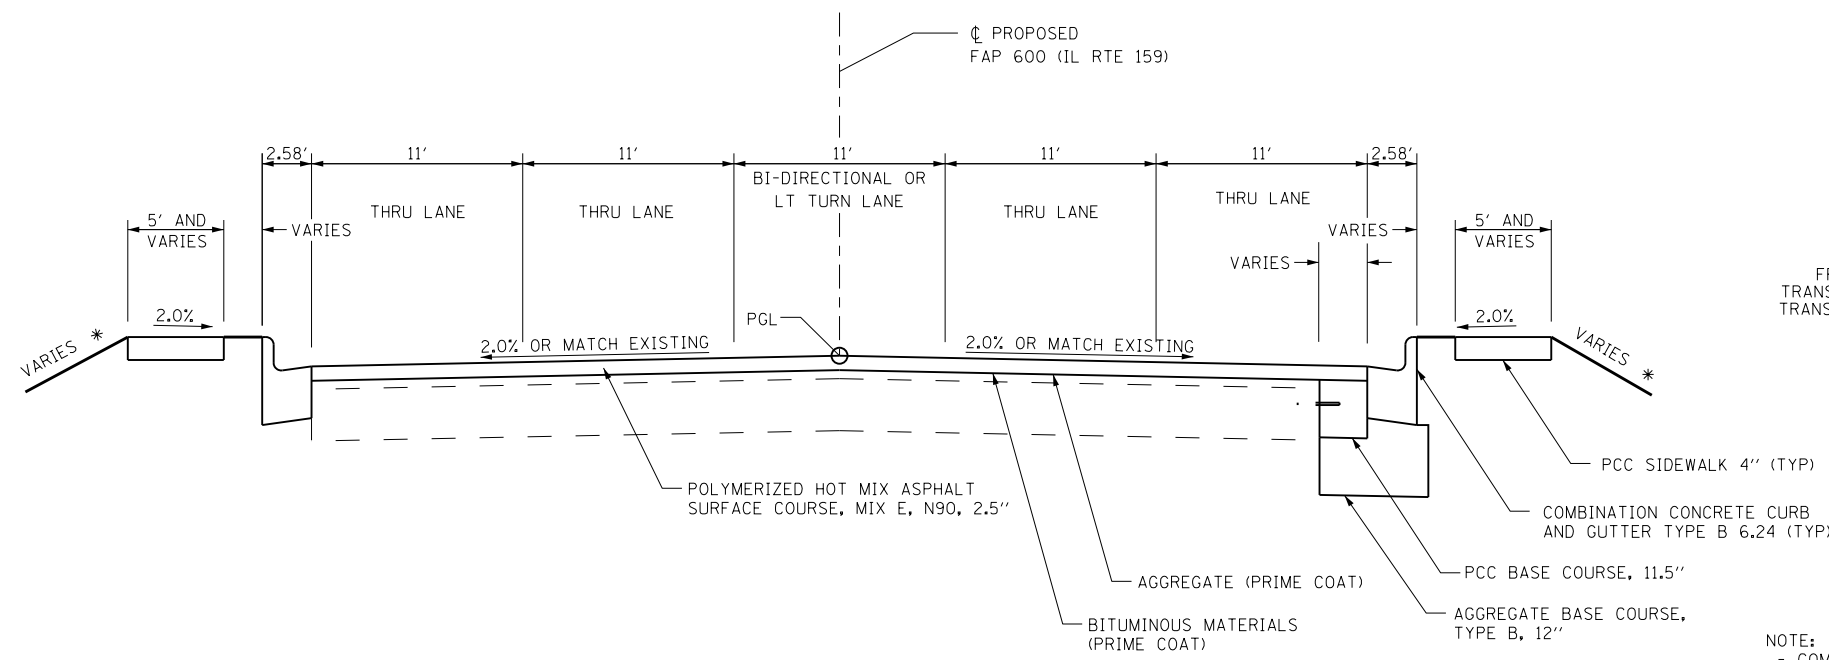 ℄ PROPOSED
FAP 600 (IL RTE 159)
2.58' 11' 11' 11' 11' 11' 2.58'
BI-DIRECTIONAL OR
LT TURN LANE
THRU LANE THRU LANE THRU LANE THRU LANE
5' AND
VARIES
VARIES
VARIES
5' AND
VARIES
VARIES
2.0%
PGL
2.0%
VARIES *
2.0% OR MATCH EXISTING
2.0% OR MATCH EXISTING
VARIES *
TRANS
TRANS
PCC SIDEWALK 4'' (TYP)
POLYMERIZED HOT MIX ASPHALT
SURFACE COURSE, MIX E, N90, 2.5''
COMBINATION CONCRETE CURB
AND GUTTER TYPE B 6.24 (TYP)
PCC BASE COURSE, 11.5''
AGGREGATE (PRIME COAT)
AGGREGATE BASE COURSE,
TYPE B, 12''
BITUMINOUS MATERIALS
(PRIME COAT)
NOTE: